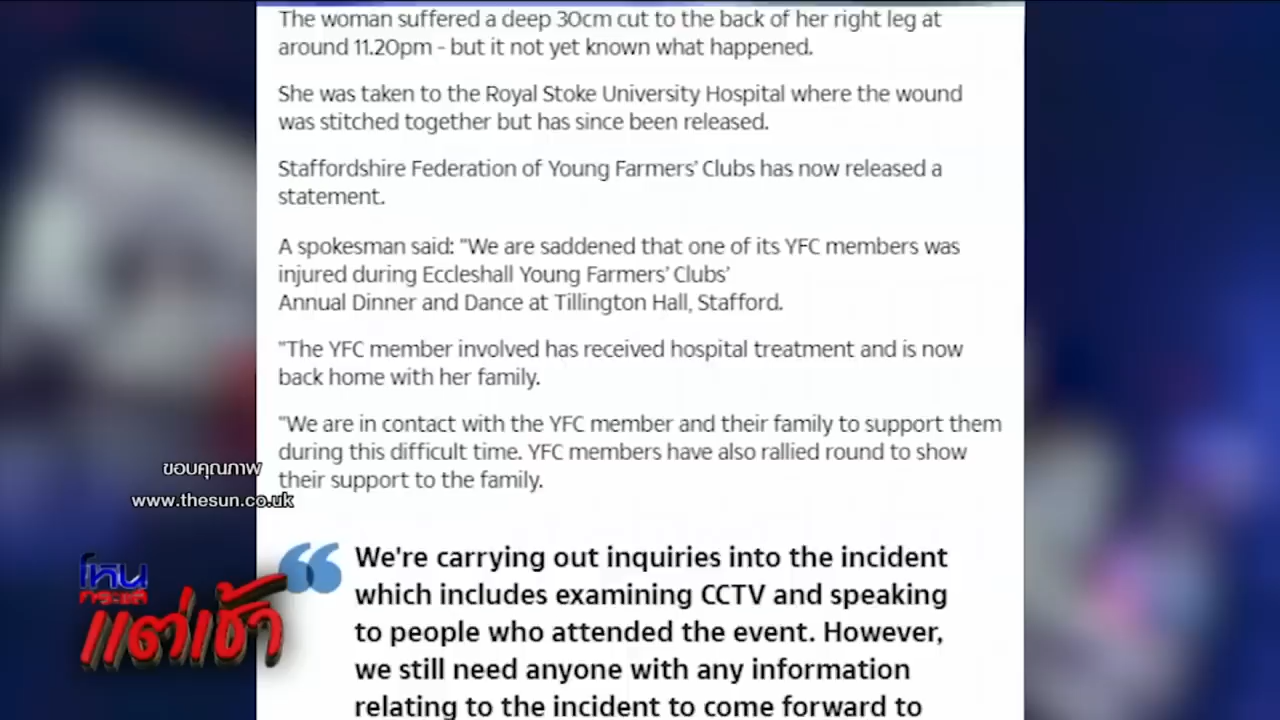 The woman suffered a deep 30cm cut to the back of her right leg at
around 11.20pm - but it not yet known what happened.
She was taken to the Royal Stoke University Hospital where the wound
was stitched together but has since been released.
Staffordshire Federation of Young Farmers' Clubs has now released a
statement.
A spokesman said: "We are saddened that one of its YFC members was
injured during Eccleshall Young Farmers' Clubs'
Annual Dinner and Dance at Tillington Hall, Stafford.
"The YFC member involved has received hospital treatment and is now
back home with her family.
"We are in contact with the YFC member and their family to support them
during this difficult time. YFC members have also rallied round to show
their support to the family.
ขอบคุณภาพ
www.thesun.co.uk
โหน
กระแส
แต่เช้า
“We're carrying out inquiries into the incident
which includes examining CCTV and speaking
to people who attended the event. However,
we still need anyone with any information
relating to the incident to come forward to